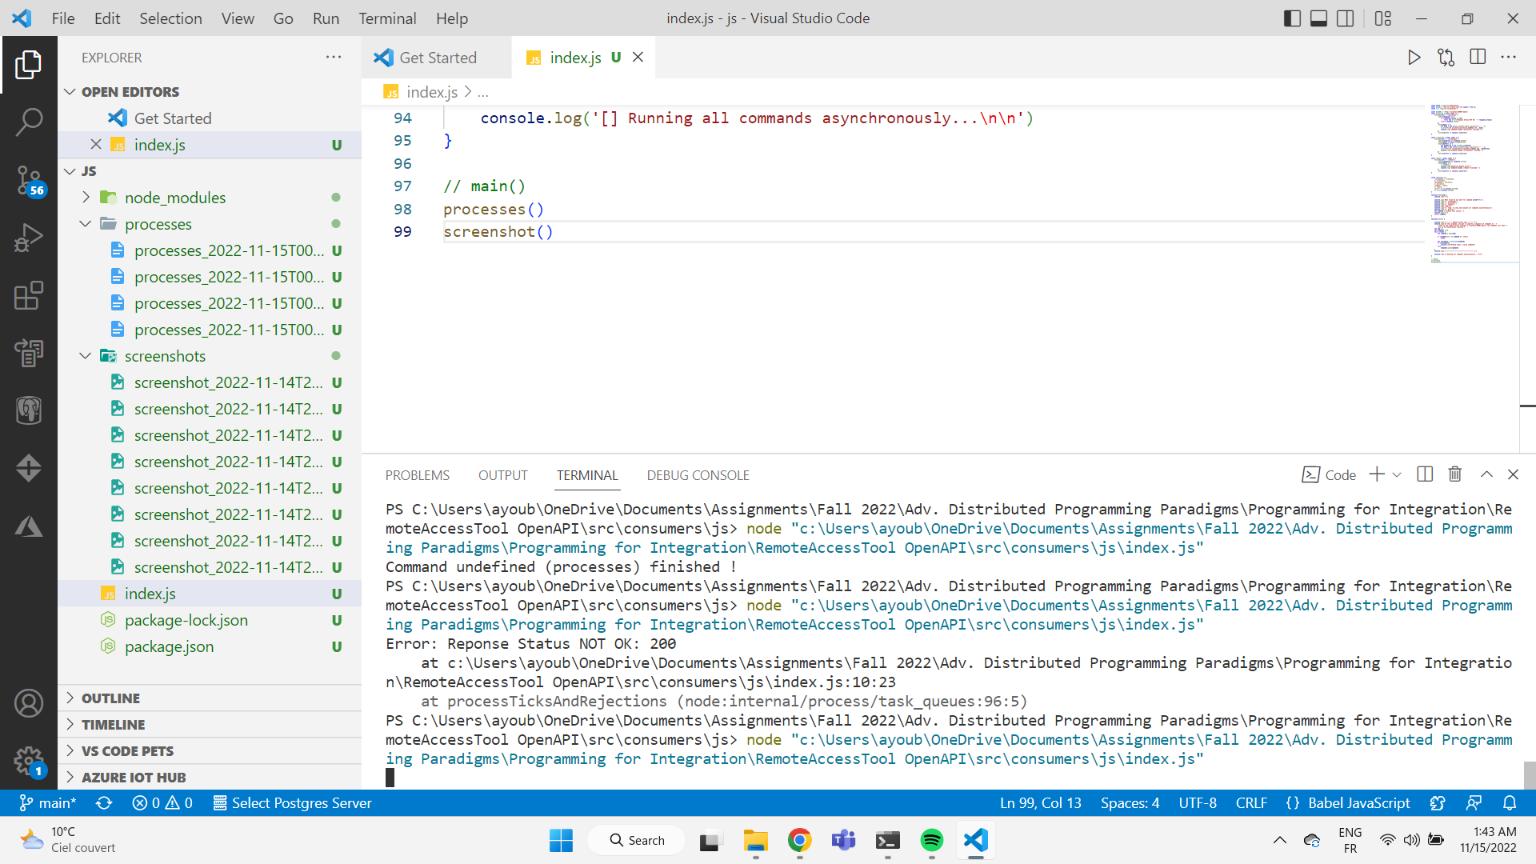 File Edit Selection View Go Run Terminal Help
index.js - js - Visual Studio Code
EXPLORER
OPEN EDITORS
Get Started
index.js U
JS
node_modules
processes
processes_2022-11-15T00... U
processes_2022-11-15T00... U
processes_2022-11-15T00... U
processes_2022-11-15T00... U
screenshots
screenshot_2022-11-14T2... U
screenshot_2022-11-14T2... U
screenshot_2022-11-14T2... U
screenshot_2022-11-14T2... U
screenshot_2022-11-14T2... U
screenshot_2022-11-14T2... U
screenshot_2022-11-14T2... U
screenshot_2022-11-14T2... U
index.js U
package-lock.json U
package.json U
OUTLINE
TIMELINE
VS CODE PETS
AZURE IOT HUB
56
1
Get Started
index.js U
index.js > ...
94 console.log('[] Running all commands asynchronously...\n\n')
95 }
96
97 // main()
98 processes()
99 screenshot()
PROBLEMS OUTPUT TERMINAL DEBUG CONSOLE
Code
PS C:\Users\ayoub\OneDrive\Documents\Assignments\Fall 2022\Adv. Distributed Programming Paradigms\Programming for Integration\Re
moteAccessTool OpenAPI\src\consumers\js> node "c:\Users\ayoub\OneDrive\Documents\Assignments\Fall 2022\Adv. Distributed Programm
ing Paradigms\Programming for Integration\RemoteAccessTool OpenAPI\src\consumers\js\index.js"
Command undefined (processes) finished !
PS C:\Users\ayoub\OneDrive\Documents\Assignments\Fall 2022\Adv. Distributed Programming Paradigms\Programming for Integration\Re
moteAccessTool OpenAPI\src\consumers\js> node "c:\Users\ayoub\OneDrive\Documents\Assignments\Fall 2022\Adv. Distributed Programm
ing Paradigms\Programming for Integration\RemoteAccessTool OpenAPI\src\consumers\js\index.js"
Error: Reponse Status NOT OK: 200
at c:\Users\ayoub\OneDrive\Documents\Assignments\Fall 2022\Adv. Distributed Programming Paradigms\Programming for Integratio
n\RemoteAccessTool OpenAPI\src\consumers\js\index.js:10:23
at processTicksAndRejections (node:internal/process/task_queues:96:5)
PS C:\Users\ayoub\OneDrive\Documents\Assignments\Fall 2022\Adv. Distributed Programming Paradigms\Programming for Integration\Re
moteAccessTool OpenAPI\src\consumers\js> node "c:\Users\ayoub\OneDrive\Documents\Assignments\Fall 2022\Adv. Distributed Programm
ing Paradigms\Programming for Integration\RemoteAccessTool OpenAPI\src\consumers\js\index.js"
main* 0 0 Select Postgres Server Ln 99, Col 13 Spaces: 4 UTF-8 CRLF {} Babel JavaScript
10°C
Ciel couvert
Search
ENG
FR
1:43 AM
11/15/2022